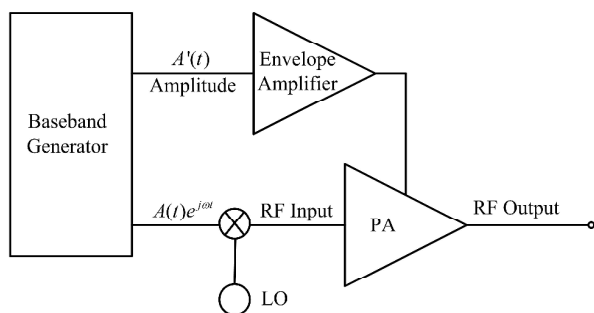 A'(t)
Amplitude
Envelope
Amplifier
Baseband
Generator
A(t)e^{jωt}
RF Input
PA
RF Output
LO